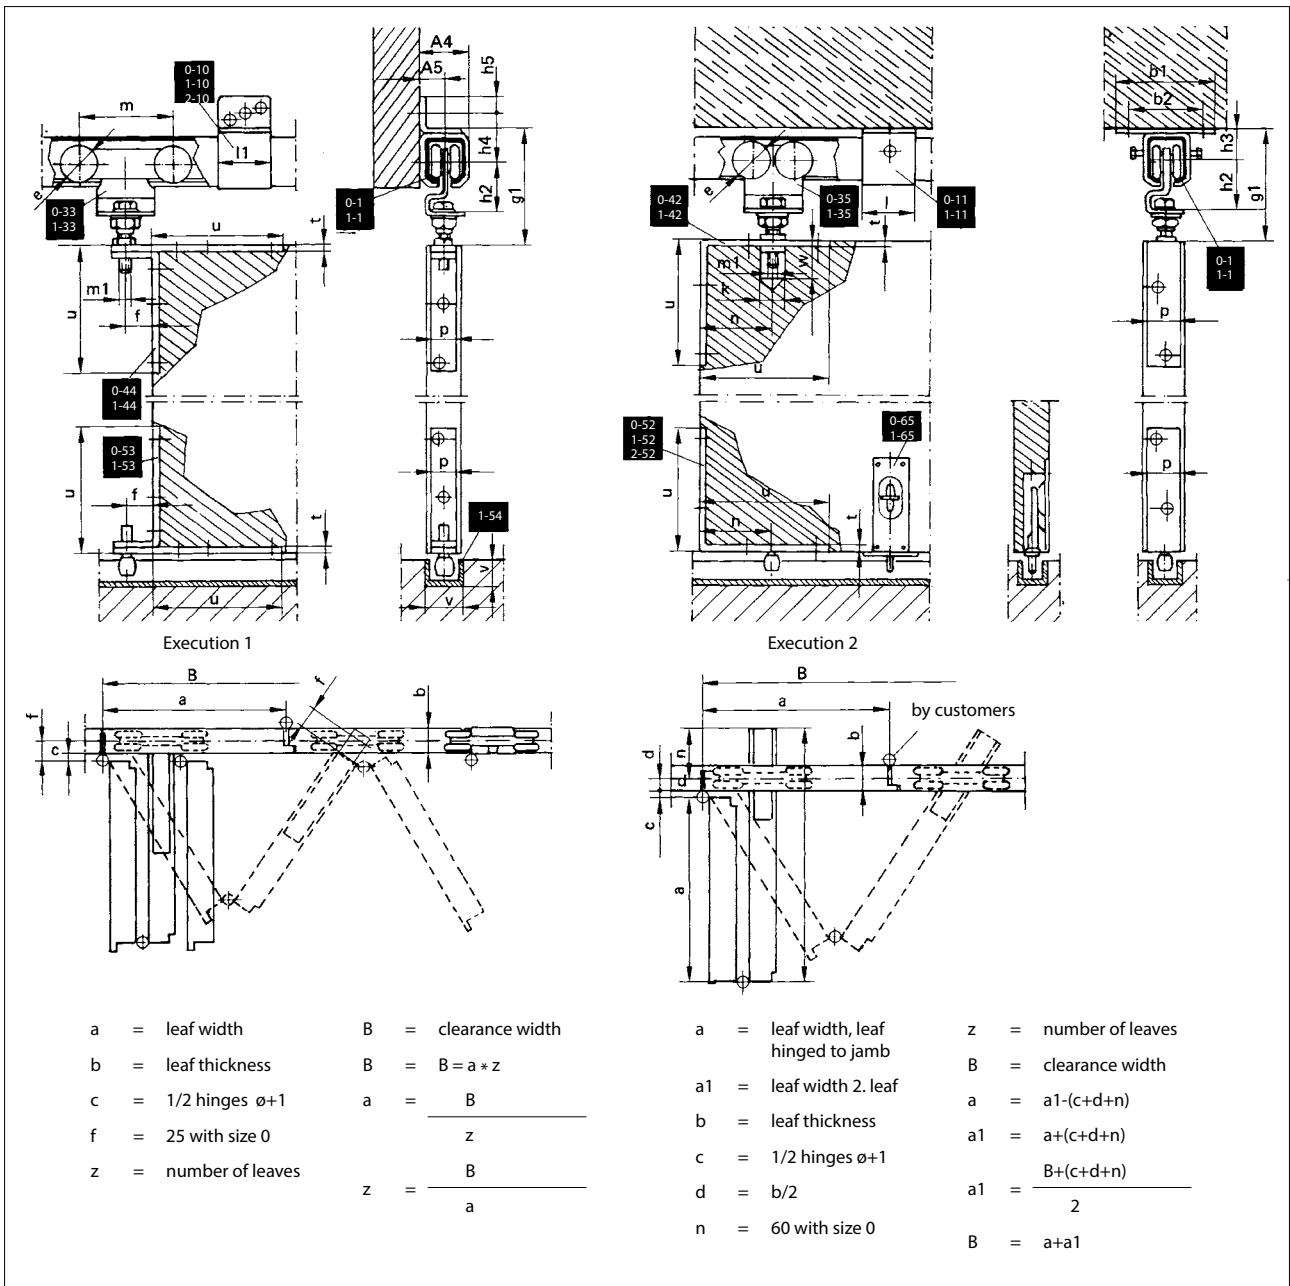 0-10
1-10
2-10
m
l1
e
0-33
1-33
u
t
m1
f
u
0-44
1-44
0-53
1-53
u
f
t
u
A4
A5
h5
h4
h2
g1
0-1
1-1
p
p
1-54
v
v
e
0-42
1-42
0-35
1-35
0-11
1-11
l
t
m1
w
k
n
u
u
0-52
1-52
2-52
0-65
1-65
u
u
n
t
b1
b2
h3
h2
g1
0-1
1-1
p
p
Execution 1
Execution 2
B
a
f
b
f
c
B
a
by customers
d
n
b
d
c
a
a = leaf width
b = leaf thickness
c = 1/2 hinges ø+1
f = 25 with size 0
z = number of leaves
B = clearance width
B = B = a * z
a = B
z
z = B
a
a = leaf width, leaf
hinged to jamb
a1 = leaf width 2. leaf
b = leaf thickness
c = 1/2 hinges ø+1
d = b/2
n = 60 with size 0
z = number of leaves
B = clearance width
a = a1-(c+d+n)
a1 = a+(c+d+n)
a1 = B+(c+d+n)
2
B = a+a1